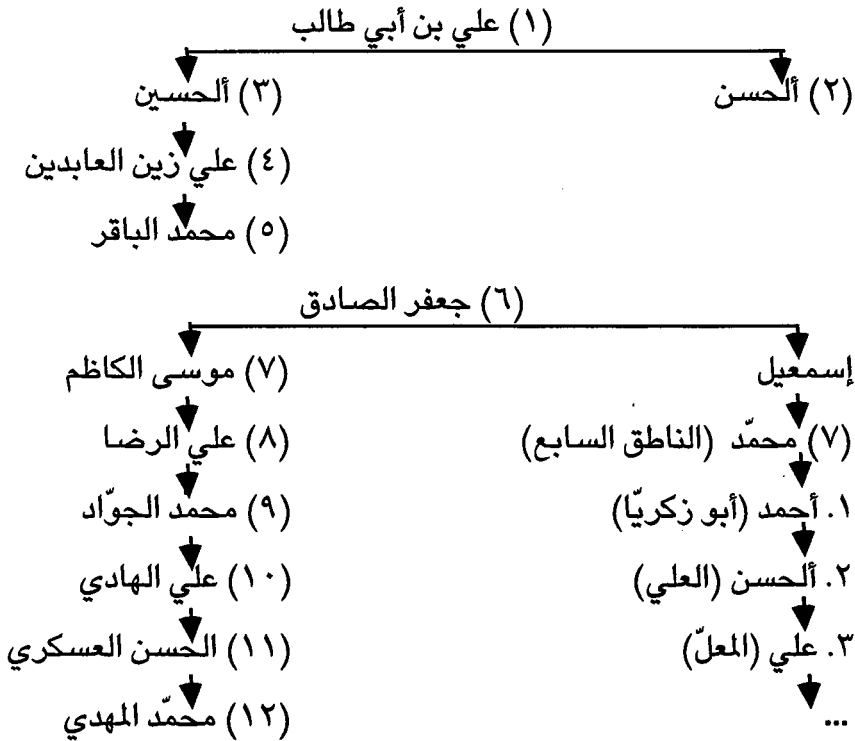 (١) علي بن أبي طالب
(٢) ألحسن (٣) ألحسين
(٤) علي زين العابدين
(٥) محمد الباقر
(٦) جعفر الصادق
إسمعيل (٧) موسى الكاظم
(٧) محمّد (الناطق السابع) (٨) علي الرضا
١. أحمد (أبو زكريّا) (٩) محمد الجوّاد
٢. ألحسن (العلي) (١٠) علي الهادي
٣. علي (المعلّ) (١١) الحسن العسكري
... (١٢) محمّد المهدي